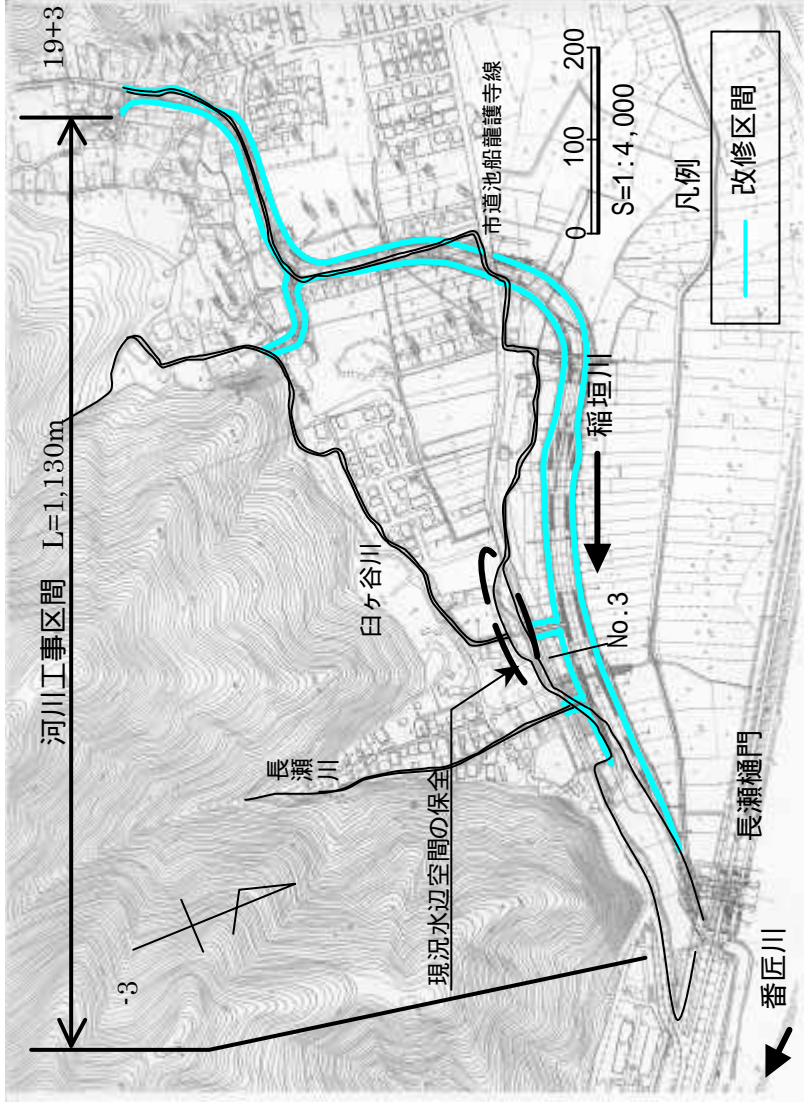 河川工事区間 L=1,130m
19+3
-3
臼ヶ谷川
長瀬川
現況水辺空間の保全
市道池船龍護寺線
稲垣川
No.3
長瀬樋門
番匠川
0 100 200
S=1:4,000
凡例
改修区間